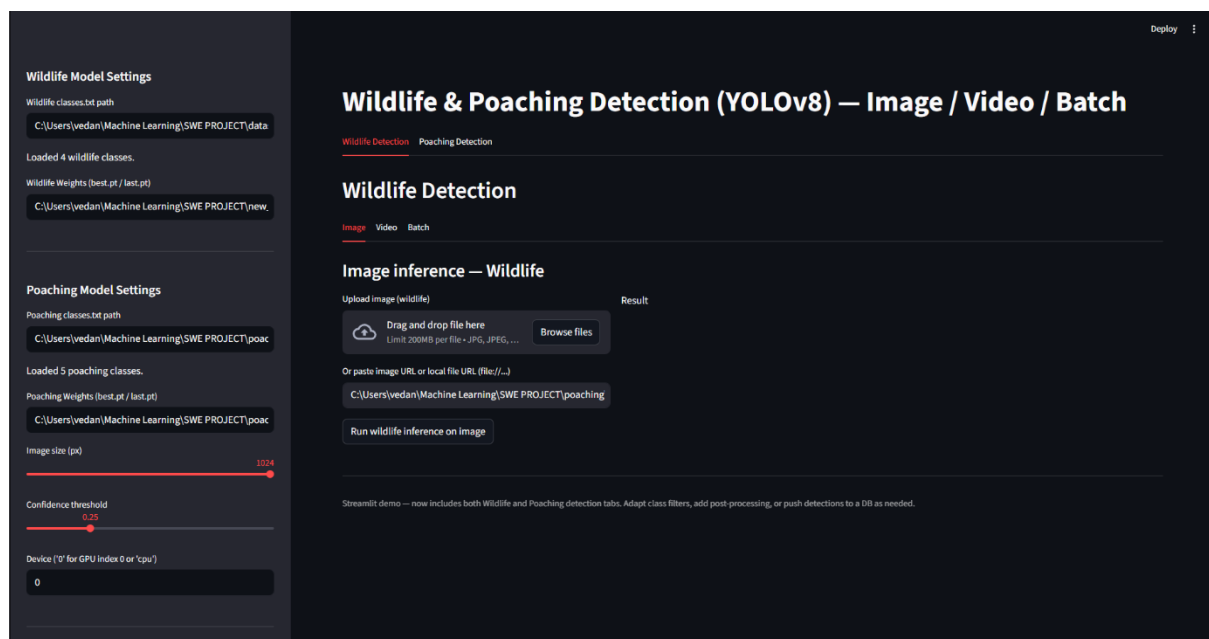 Deploy
Wildlife Model Settings
Wildlife classes.txt path
C:\Users\vedan\Machine Learning\SWE PROJECT\data
Loaded 4 wildlife classes.
Wildlife Weights (best.pt / last.pt)
C:\Users\vedan\Machine Learning\SWE PROJECT\new_
Poaching Model Settings
Poaching classes.txt path
C:\Users\vedan\Machine Learning\SWE PROJECT\poac
Loaded 5 poaching classes.
Poaching Weights (best.pt / last.pt)
C:\Users\vedan\Machine Learning\SWE PROJECT\poac
Image size (px)
1024
Confidence threshold
0.25
Device ('0' for GPU index 0 or 'cpu')
0
Wildlife & Poaching Detection (YOLOv8) — Image / Video / Batch
Wildlife Detection Poaching Detection
Wildlife Detection
Image Video Batch
Image inference — Wildlife
Upload image (wildlife)
Drag and drop file here
Limit 200MB per file • JPG, JPEG, ...
Browse files
Or paste image URL or local file URL (file://...)
C:\Users\vedan\Machine Learning\SWE PROJECT\poaching
Run wildlife inference on image
Result
Streamlit demo — now includes both Wildlife and Poaching detection tabs. Adapt class filters, add post-processing, or push detections to a DB as needed.